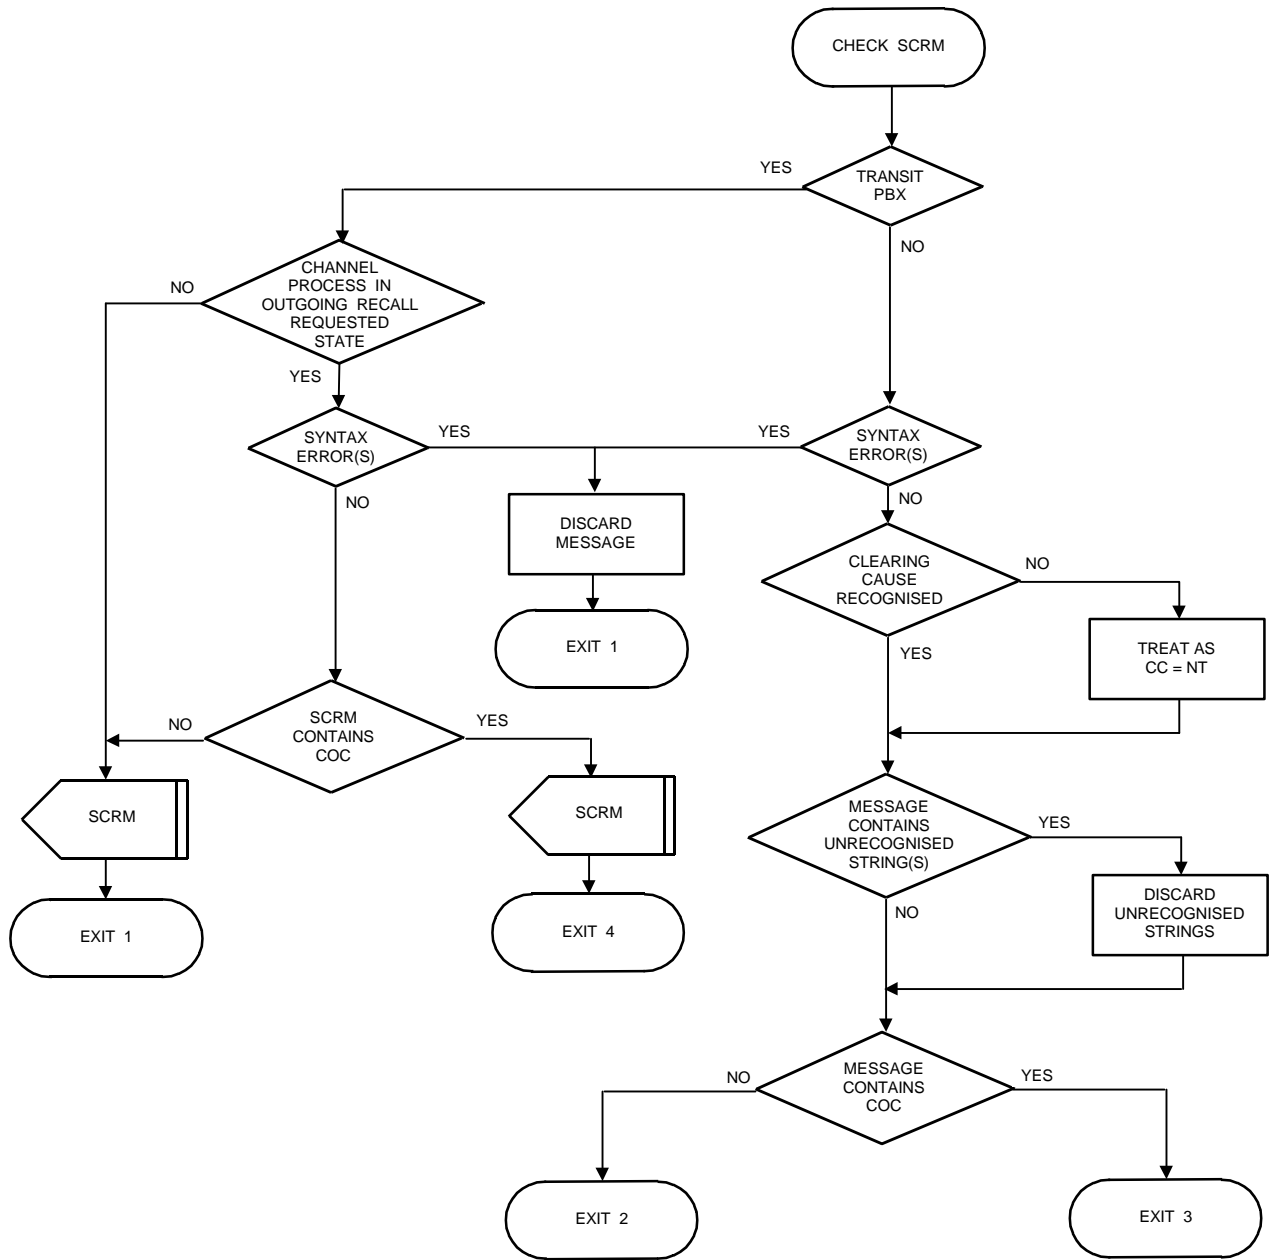 CHECK SCRM
YES
TRANSIT
PBX
NO
NO
CHANNEL
PROCESS IN
OUTGOING RECALL
REQUESTED
STATE
YES
SYNTAX
ERROR(S)
YES
YES
SYNTAX
ERROR(S)
NO
NO
DISCARD
MESSAGE
CLEARING
CAUSE
RECOGNISED
NO
EXIT 1
YES
TREAT AS
CC = NT
NO
SCRM
CONTAINS
COC
YES
SCRM
SCRM
MESSAGE
CONTAINS
UNRECOGNISED
STRING(S)
YES
NO
DISCARD
UNRECOGNISED
STRINGS
EXIT 1
EXIT 4
NO
MESSAGE
CONTAINS
COC
YES
EXIT 2
EXIT 3